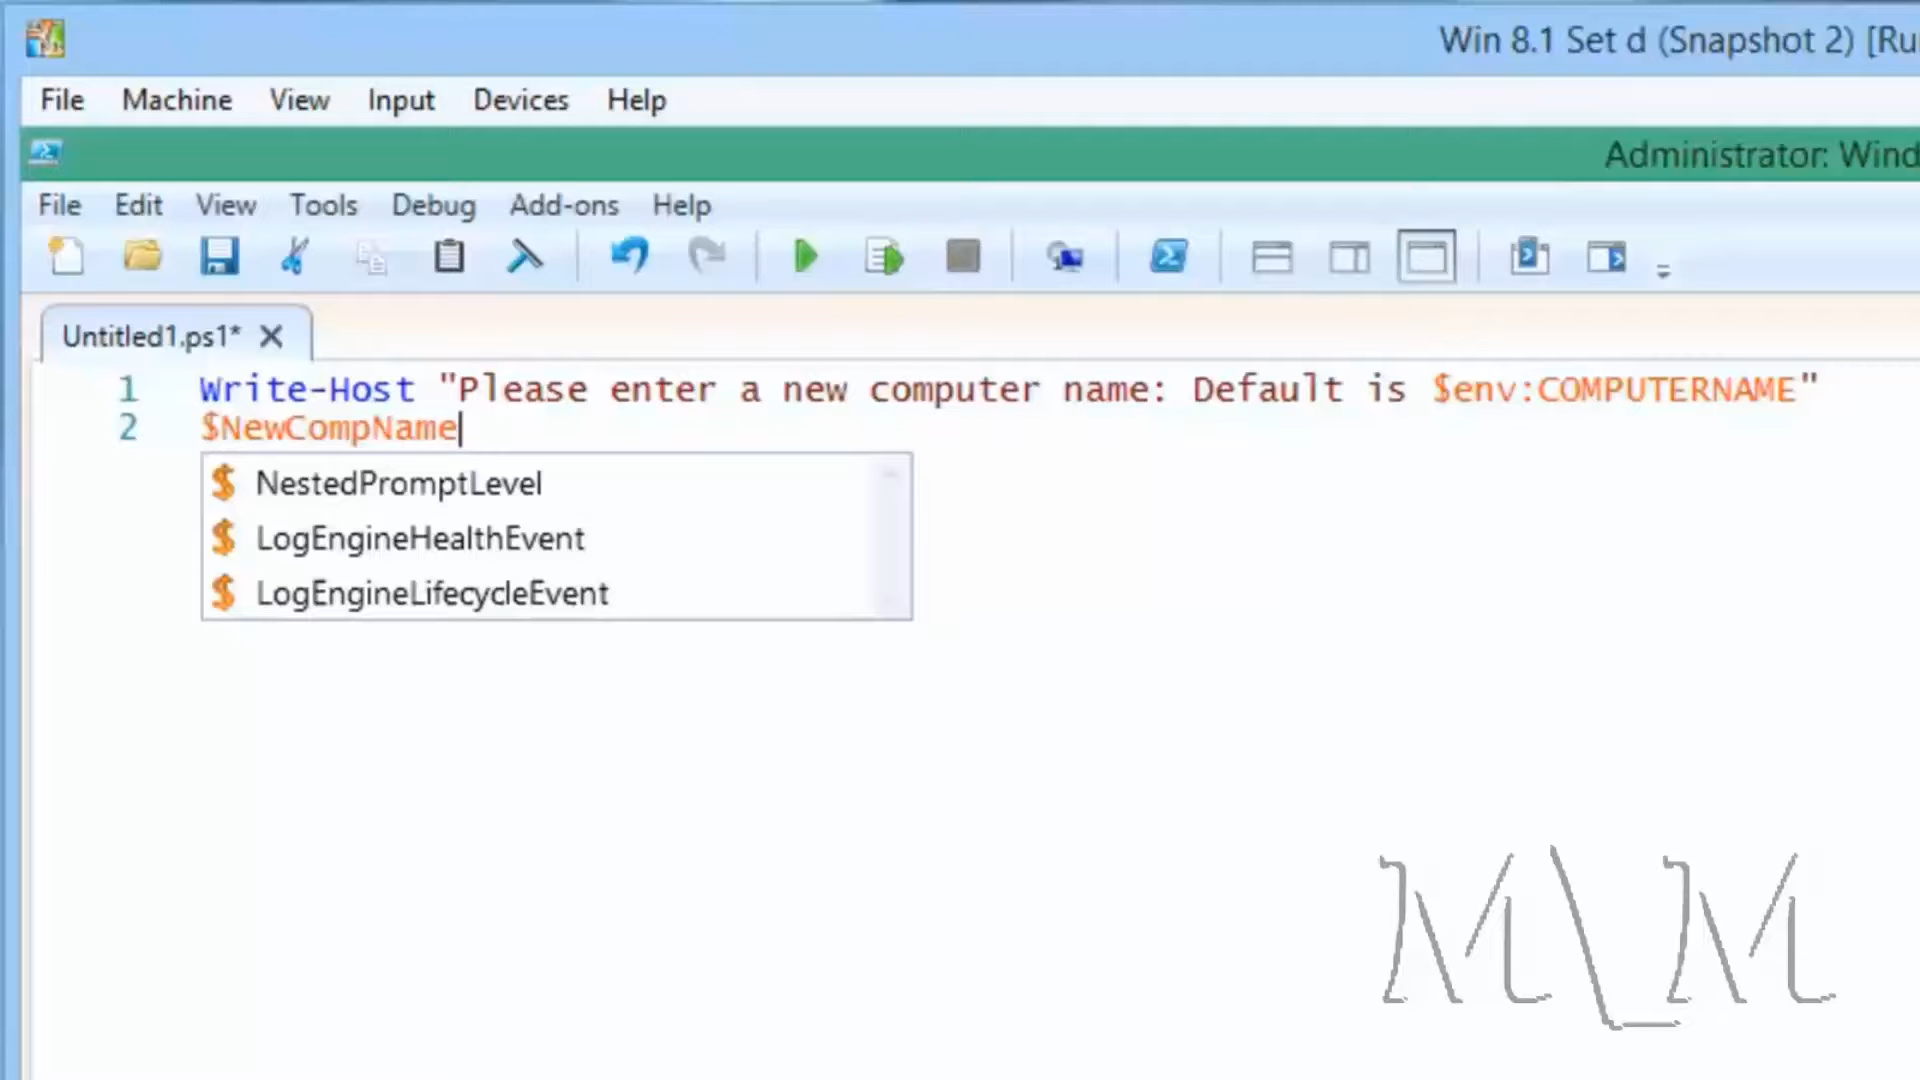 Win 8.1 Set d (Snapshot 2) [Ru
File Machine View Input Devices Help
Administrator: Wind
File Edit View Tools Debug Add-ons Help
Untitled1.ps1*
1 Write-Host "Please enter a new computer name: Default is $env:COMPUTERNAME"
2 $NewCompName
NestedPromptLevel
LogEngineHealthEvent
LogEngineLifecycleEvent
M\_M